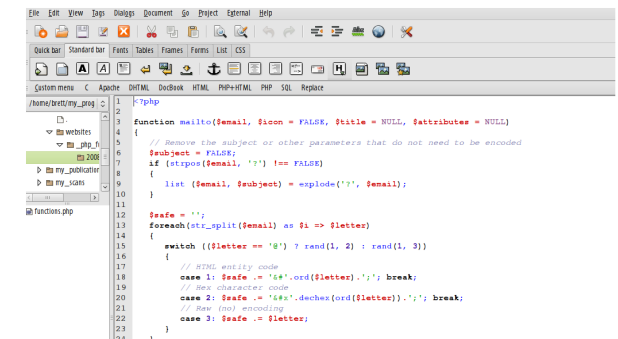 File Edit View Tags Dialogs Document Go Project External Help
Quick bar Standard bar Fonts Tables Frames Forms List CSS
Custom menu C Apache DHTML DocBook HTML PHP+HTML PHP SQL Replace
/home/brett/my_prog
.
websites
_php_f
2008
my_publication
my_scans
functions.php
1 <?php
2
3 function mailto($email, $icon = FALSE, $title = NULL, $attributes = NULL)
4 {
5 // Remove the subject or other parameters that do not need to be encoded
6 $subject = FALSE;
7 if (strpos($email, '?') !== FALSE)
8 {
9 list ($email, $subject) = explode('?', $email);
10 }
11
12 $safe = '';
13 foreach(str_split($email) as $i => $letter)
14 {
15 switch (($letter == '@') ? rand(1, 2) : rand(1, 3))
16 {
17 // HTML entity code
18 case 1: $safe .= '&#'.ord($letter).';'; break;
19 // Hex character code
20 case 2: $safe .= '&#x'.dechex(ord($letter)).';'; break;
21 // Raw (no) encoding
22 case 3: $safe .= $letter;
23 }
24 }